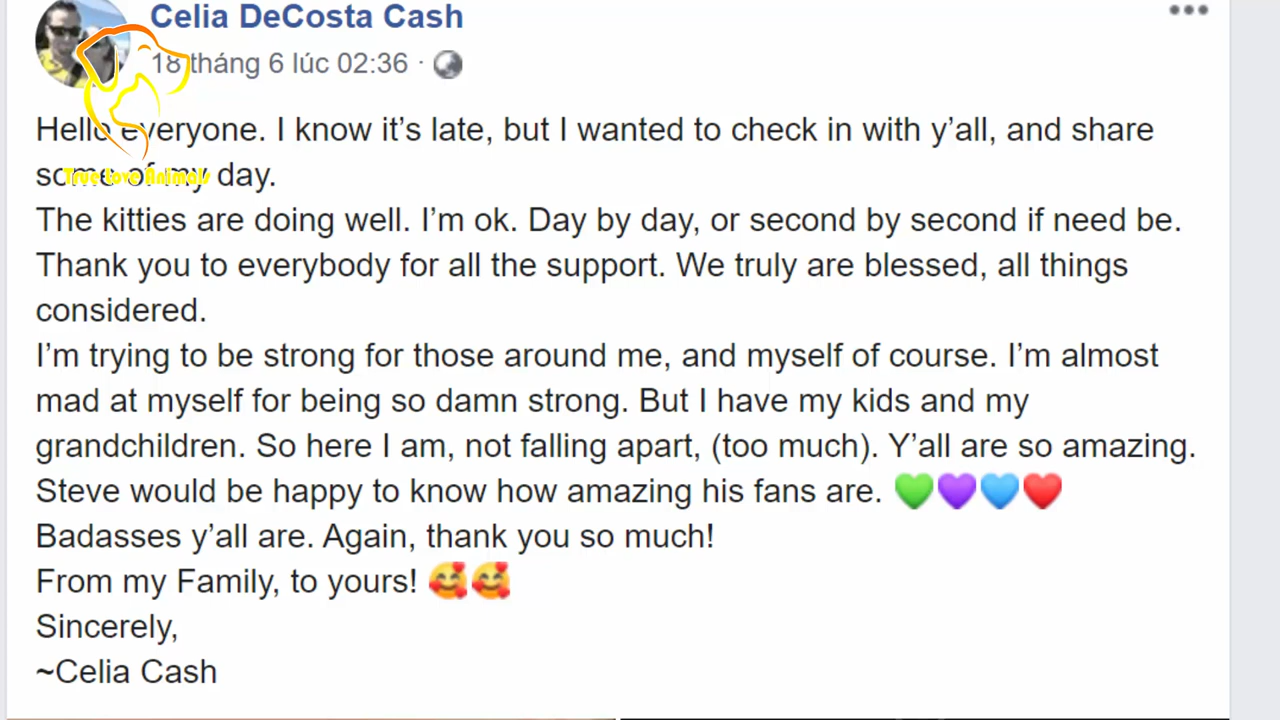 Celia DeCosta Cash
18 tháng 6 lúc 02:36 ·
Hello everyone. I know it's late, but I wanted to check in with y'all, and share
some of my day.
True Love Animals
The kitties are doing well. I'm ok. Day by day, or second by second if need be.
Thank you to everybody for all the support. We truly are blessed, all things
considered.
I'm trying to be strong for those around me, and myself of course. I'm almost
mad at myself for being so damn strong. But I have my kids and my
grandchildren. So here I am, not falling apart, (too much). Y'all are so amazing.
Steve would be happy to know how amazing his fans are. 💚💜💙❤️
Badasses y'all are. Again, thank you so much!
From my Family, to yours! 🥰🥰
Sincerely,
~Celia Cash